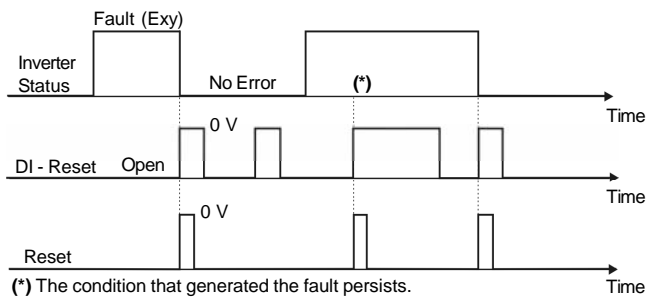 Fault (Exy)
Inverter
Status
No Error
(*)
Time
0 V
DI - Reset
Open
Time
0 V
Reset
Time
(*) The condition that generated the fault persists.